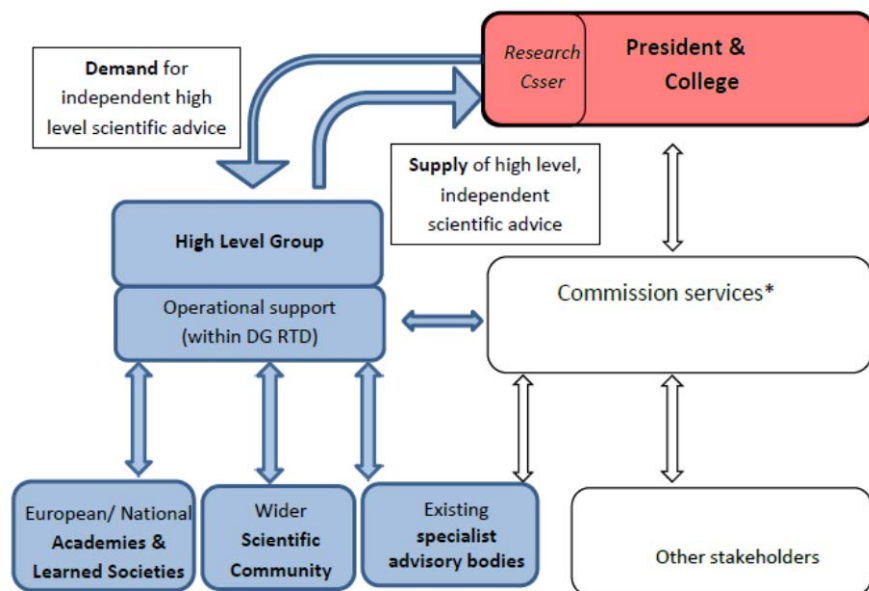 Demand for
independent high
level scientific advice
Research
Csser
President &
College
Supply of high level,
independent
scientific advice
High Level Group
Operational support
(within DG RTD)
Commission services*
European/ National
Academies &
Learned Societies
Wider
Scientific
Community
Existing
specialist
advisory bodies
Other stakeholders